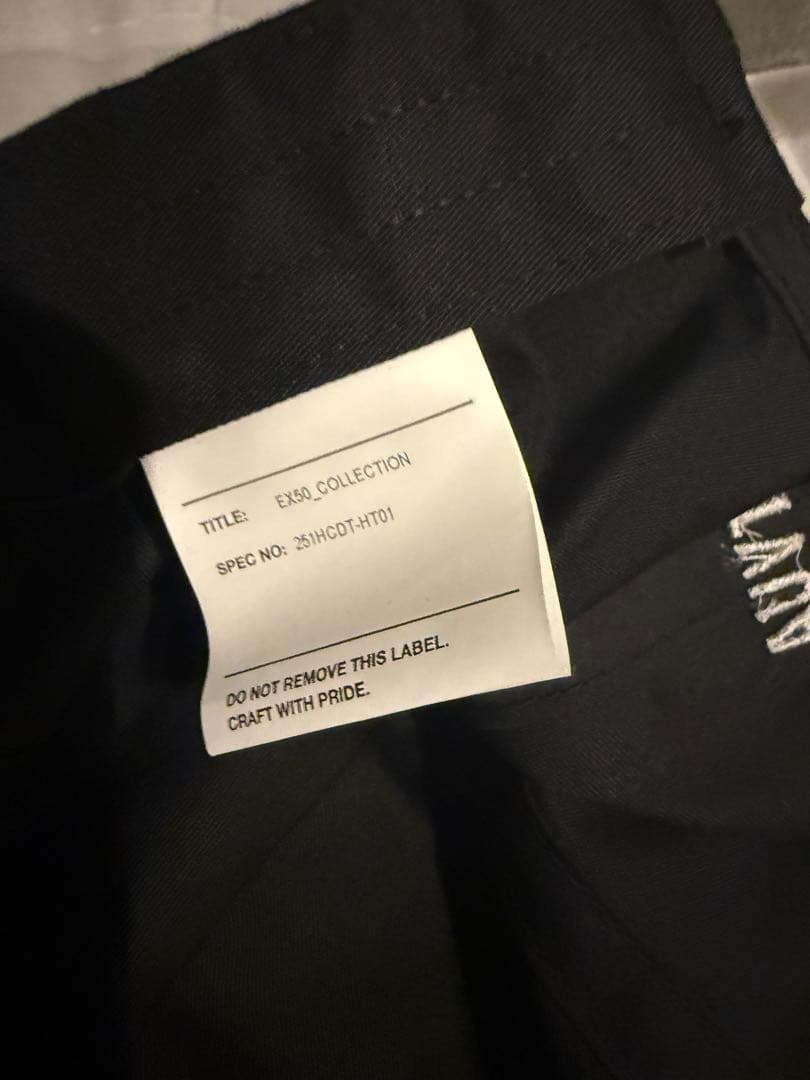 TITLE: EX50_COLLECTION
SPEC NO: 251HCDT-HT01
DO NOT REMOVE THIS LABEL.
CRAFT WITH PRIDE.